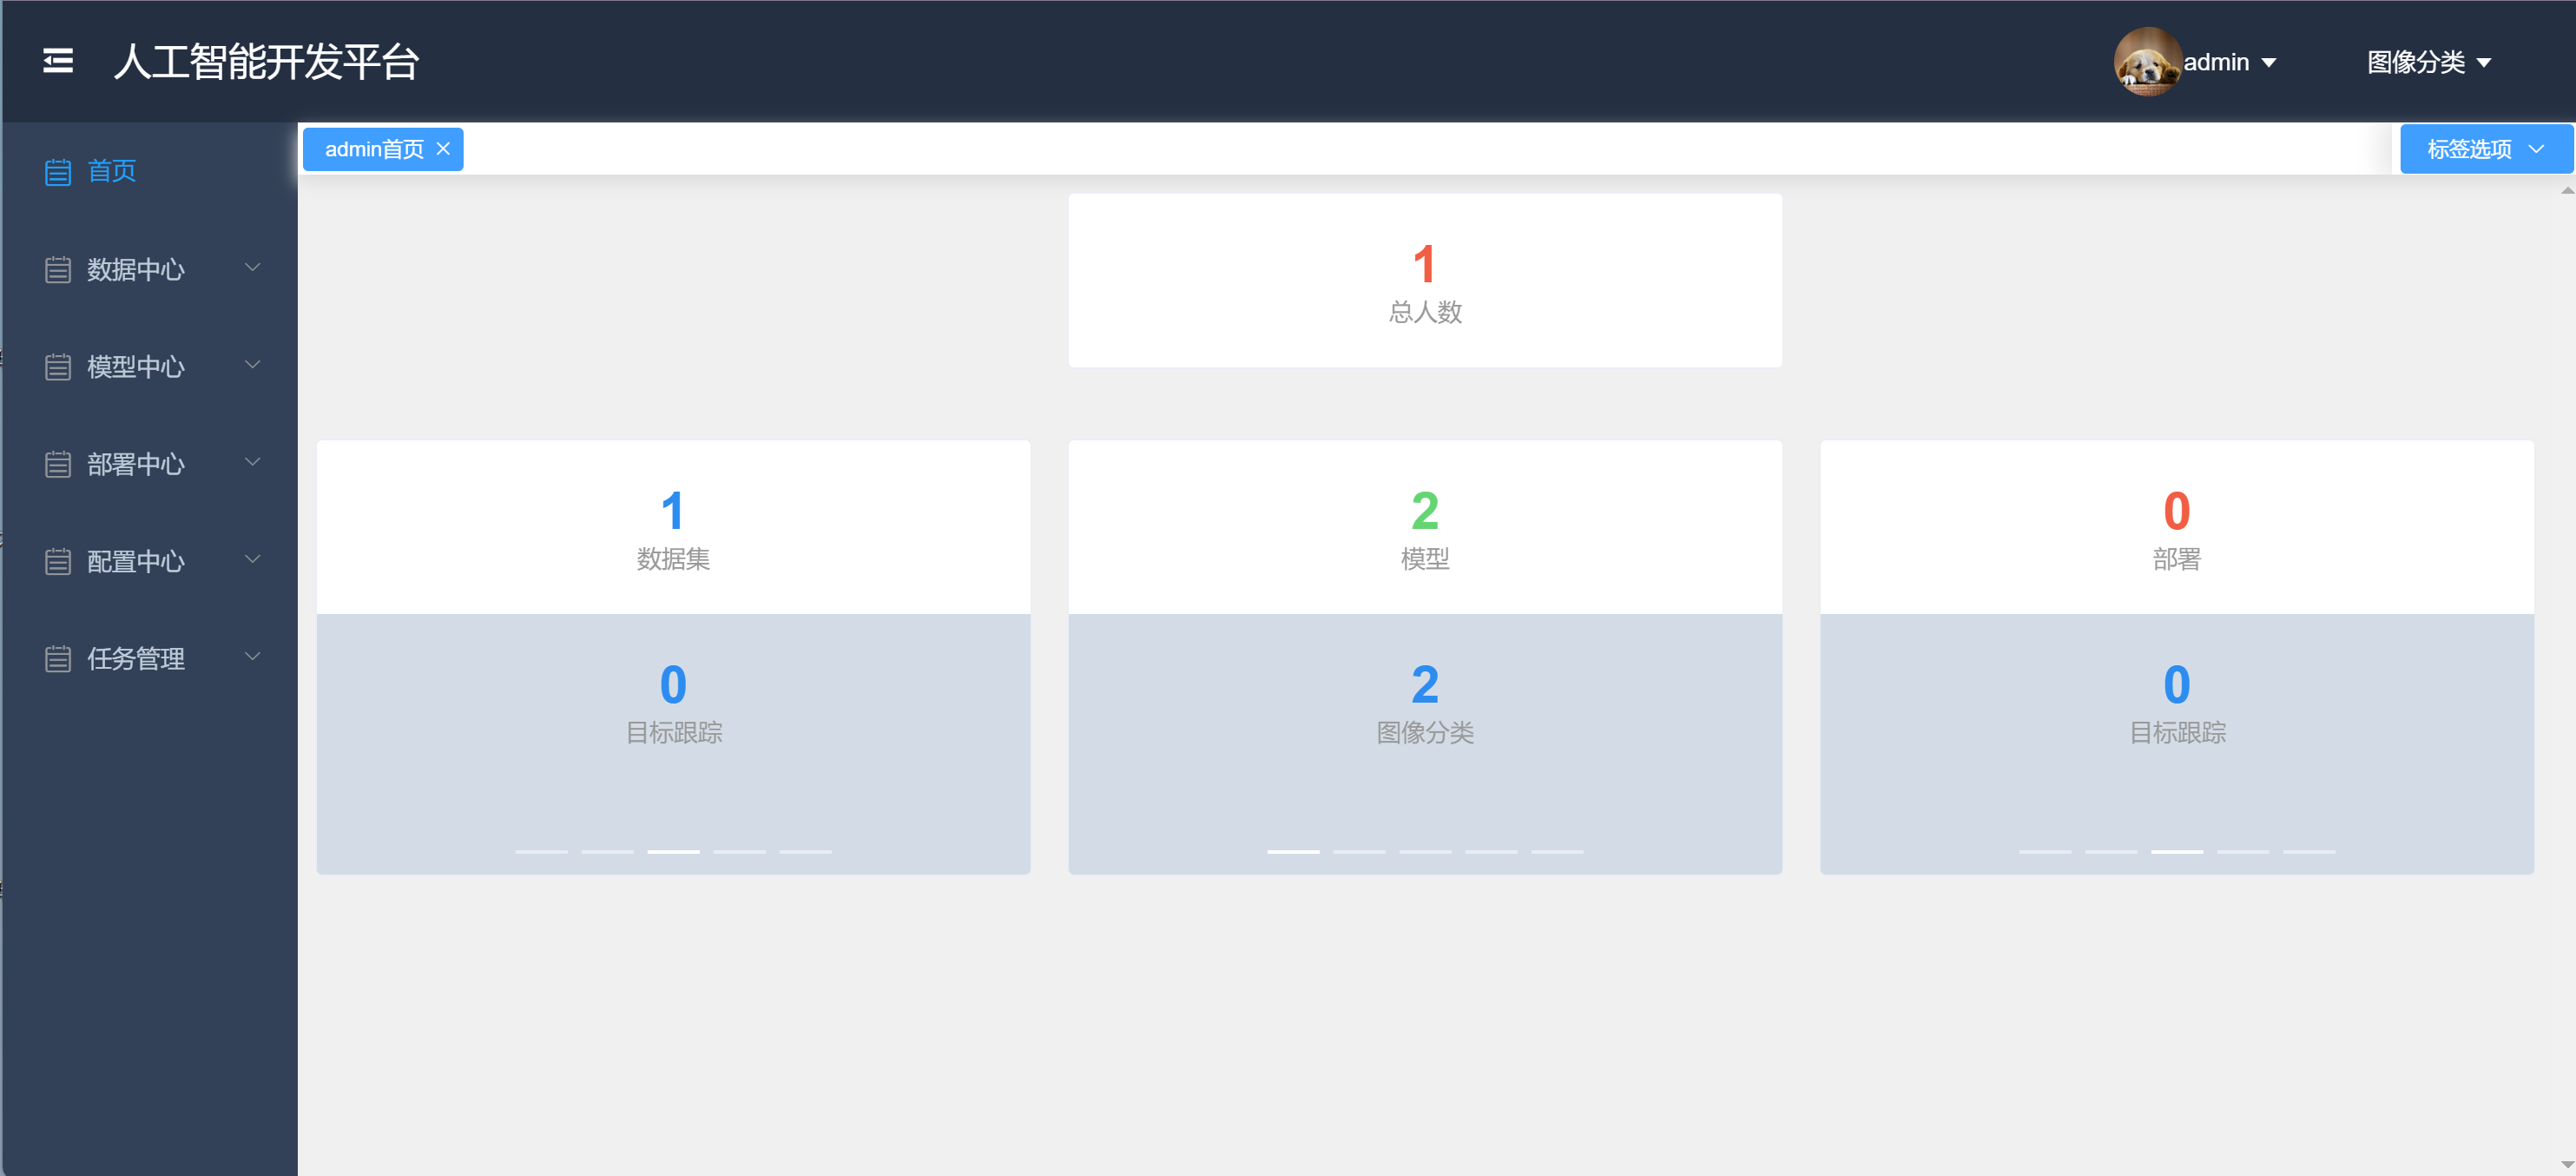 人工智能开发平台
admin
图像分类
首页
数据中心
模型中心
部署中心
配置中心
任务管理
admin首页
标签选项
1
总人数
1
数据集
2
模型
0
部署
0
目标跟踪
2
图像分类
0
目标跟踪